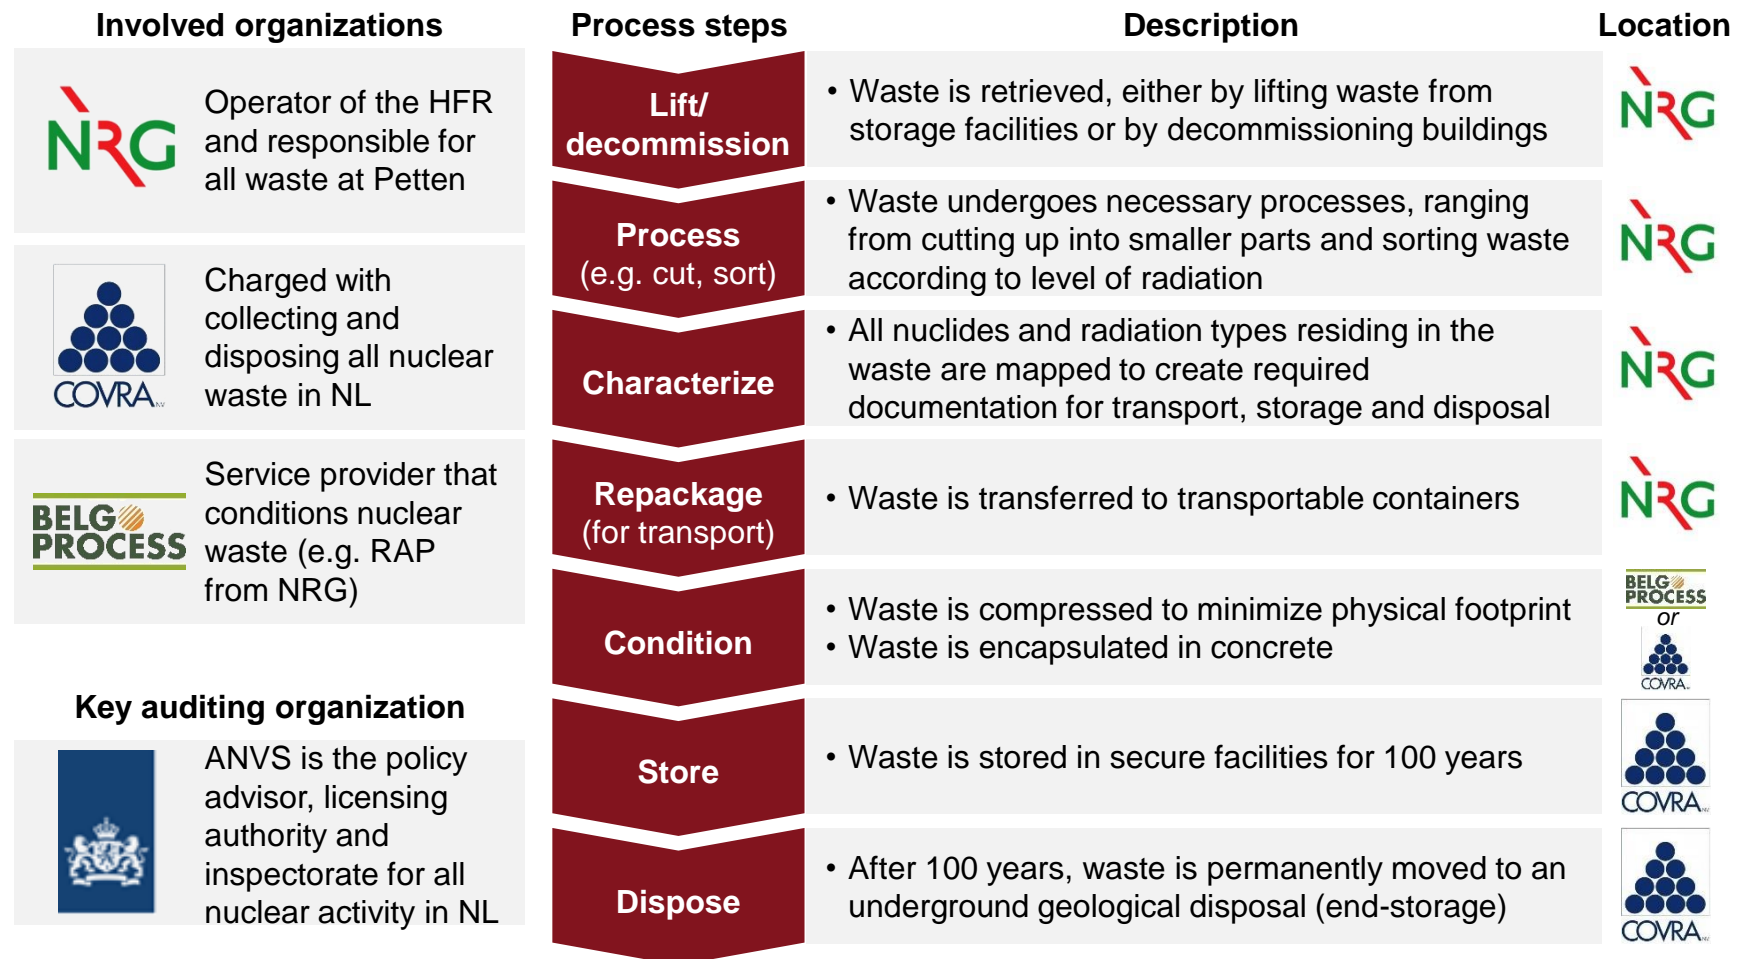 Involved organizations
NRG
Operator of the HFR
and responsible for
all waste at Petten
COVRA
Charged with
collecting and
disposing all nuclear
waste in NL
BELGO
PROCESS
Service provider that
conditions nuclear
waste (e.g. RAP
from NRG)
Key auditing organization
ANVS is the policy
advisor, licensing
authority and
inspectorate for all
nuclear activity in NL
Process steps
Description
Location
Lift/
decommission
• Waste is retrieved, either by lifting waste from
storage facilities or by decommissioning buildings
NRG
Process
(e.g. cut, sort)
• Waste undergoes necessary processes, ranging
from cutting up into smaller parts and sorting waste
according to level of radiation
NRG
Characterize
• All nuclides and radiation types residing in the
waste are mapped to create required
documentation for transport, storage and disposal
NRG
Repackage
(for transport)
• Waste is transferred to transportable containers
NRG
Condition
• Waste is compressed to minimize physical footprint
• Waste is encapsulated in concrete
BELGO
PROCESS
or
COVRA
Store
• Waste is stored in secure facilities for 100 years
COVRA
Dispose
• After 100 years, waste is permanently moved to an
underground geological disposal (end-storage)
COVRA